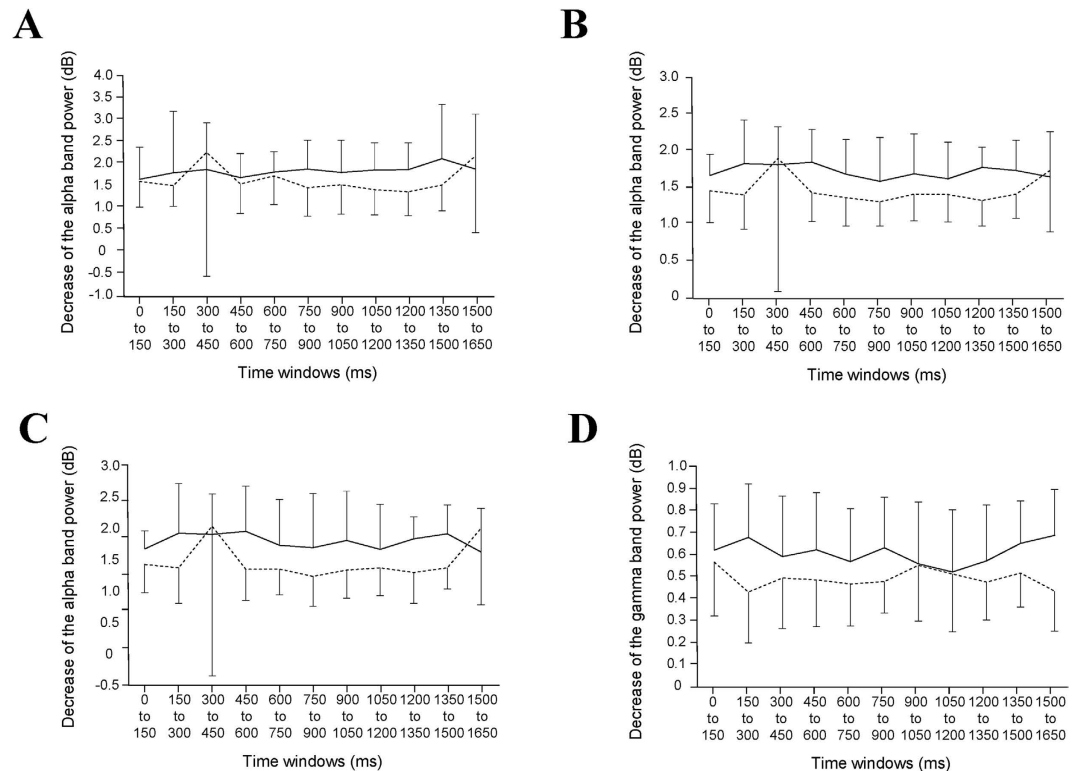 A
Decrease of the alpha band power (dB)
4.0
3.5
3.0
2.5
2.0
1.5
1.0
0.5
0
-0.5
-1.0
0 150 300 450 600 750 900 1050 1200 1350 1500
to to to to to to to to to to to
150 300 450 600 750 900 1050 1200 1350 1500 1650
Time windows (ms)
B
Decrease of the alpha band power (dB)
3.0
2.5
2.0
1.5
1.0
0.5
0
0 150 300 450 600 750 900 1050 1200 1350 1500
to to to to to to to to to to to
150 300 450 600 750 900 1050 1200 1350 1500 1650
Time windows (ms)
C
Decrease of the alpha band power (dB)
3.0
2.5
2.0
1.5
1.0
0.5
0
-0.5
0 150 300 450 600 750 900 1050 1200 1350 1500
to to to to to to to to to to to
150 300 450 600 750 900 1050 1200 1350 1500 1650
Time windows (ms)
D
Decrease of the gamma band power (dB)
1.0
0.9
0.8
0.7
0.6
0.5
0.4
0.3
0.2
0.1
0
0 150 300 450 600 750 900 1050 1200 1350 1500
to to to to to to to to to to to
150 300 450 600 750 900 1050 1200 1350 1500 1650
Time windows (ms)